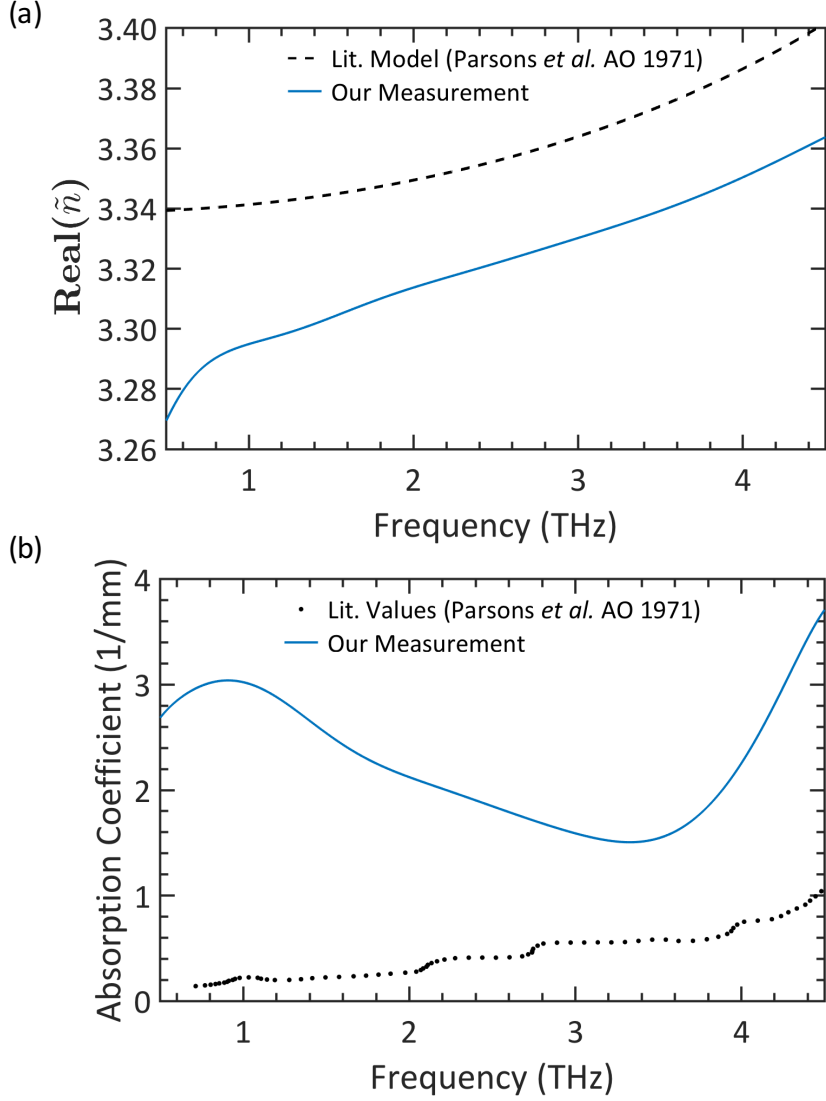 (a)
3.40
3.38
3.36
3.34
3.32
3.30
3.28
3.26
Real(ñ)
Lit. Model (Parsons et al. AO 1971)
Our Measurement
1 2 3 4
Frequency (THz)
(b)
4
3
2
1
0
Absorption Coefficient (1/mm)
Lit. Values (Parsons et al. AO 1971)
Our Measurement
1 2 3 4
Frequency (THz)